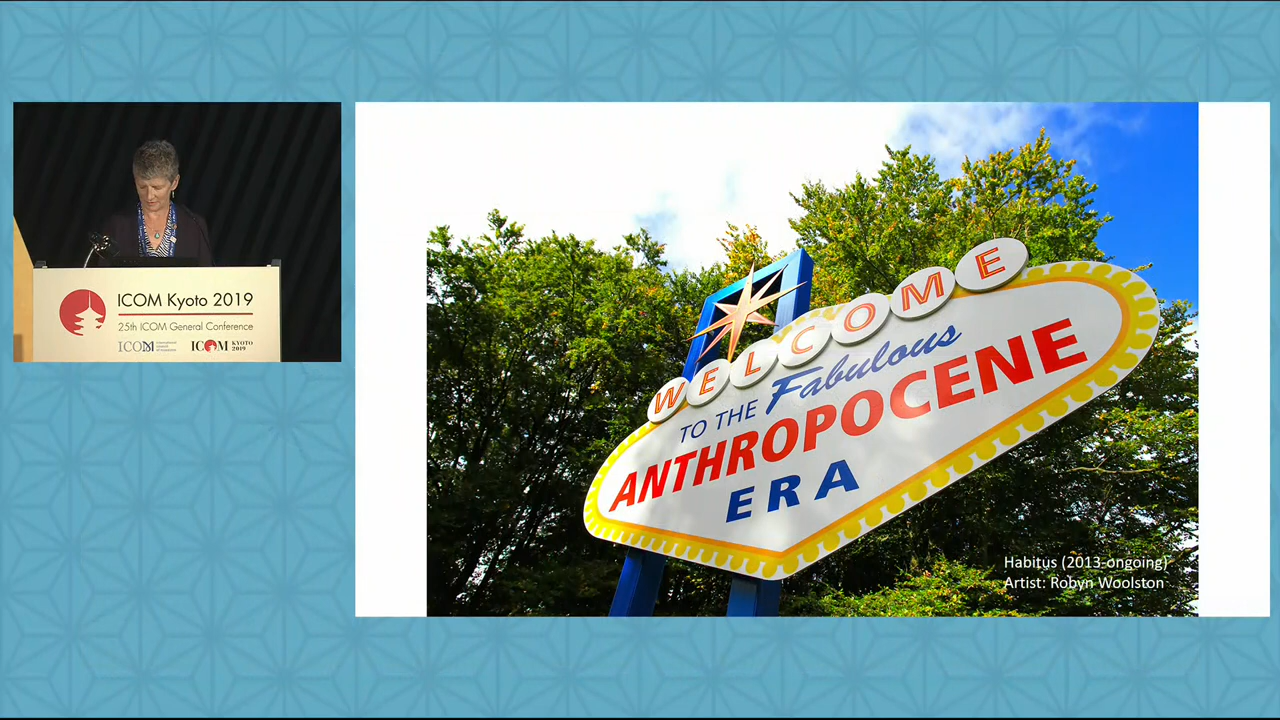 ICOM Kyoto 2019
25th ICOM General Conference
ICOM
ICOM KYOTO
2019
WELCOME
TO THE Fabulous
ANTHROPOCENE
ERA
Habitus (2013-ongoing)
Artist: Robyn Woolston